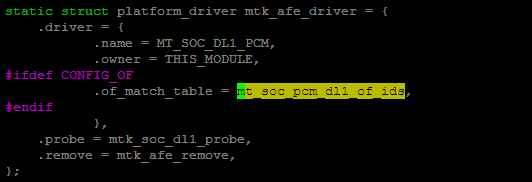 static struct platform_driver mtk_afe_driver = {
.driver = {
.name = MT_SOC_DL1_PCM,
.owner = THIS_MODULE,
#ifdef CONFIG_OF
.of_match_table = mt_soc_pcm_dl1_of_ids,
#endif
},
.probe = mtk_soc_dl1_probe,
.remove = mtk_afe_remove,
};